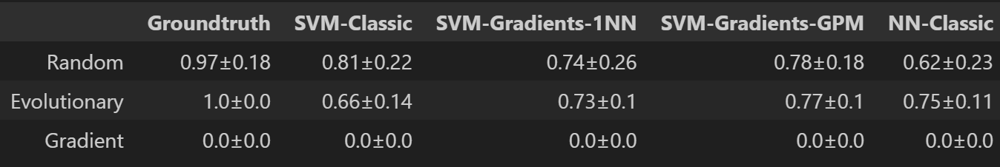 Groundtruth SVM-Classic SVM-Gradients-1NN SVM-Gradients-GPM NN-Classic
Random 0.97±0.18 0.81±0.22 0.74±0.26 0.78±0.18 0.62±0.23
Evolutionary 1.0±0.0 0.66±0.14 0.73±0.1 0.77±0.1 0.75±0.11
Gradient 0.0±0.0 0.0±0.0 0.0±0.0 0.0±0.0 0.0±0.0